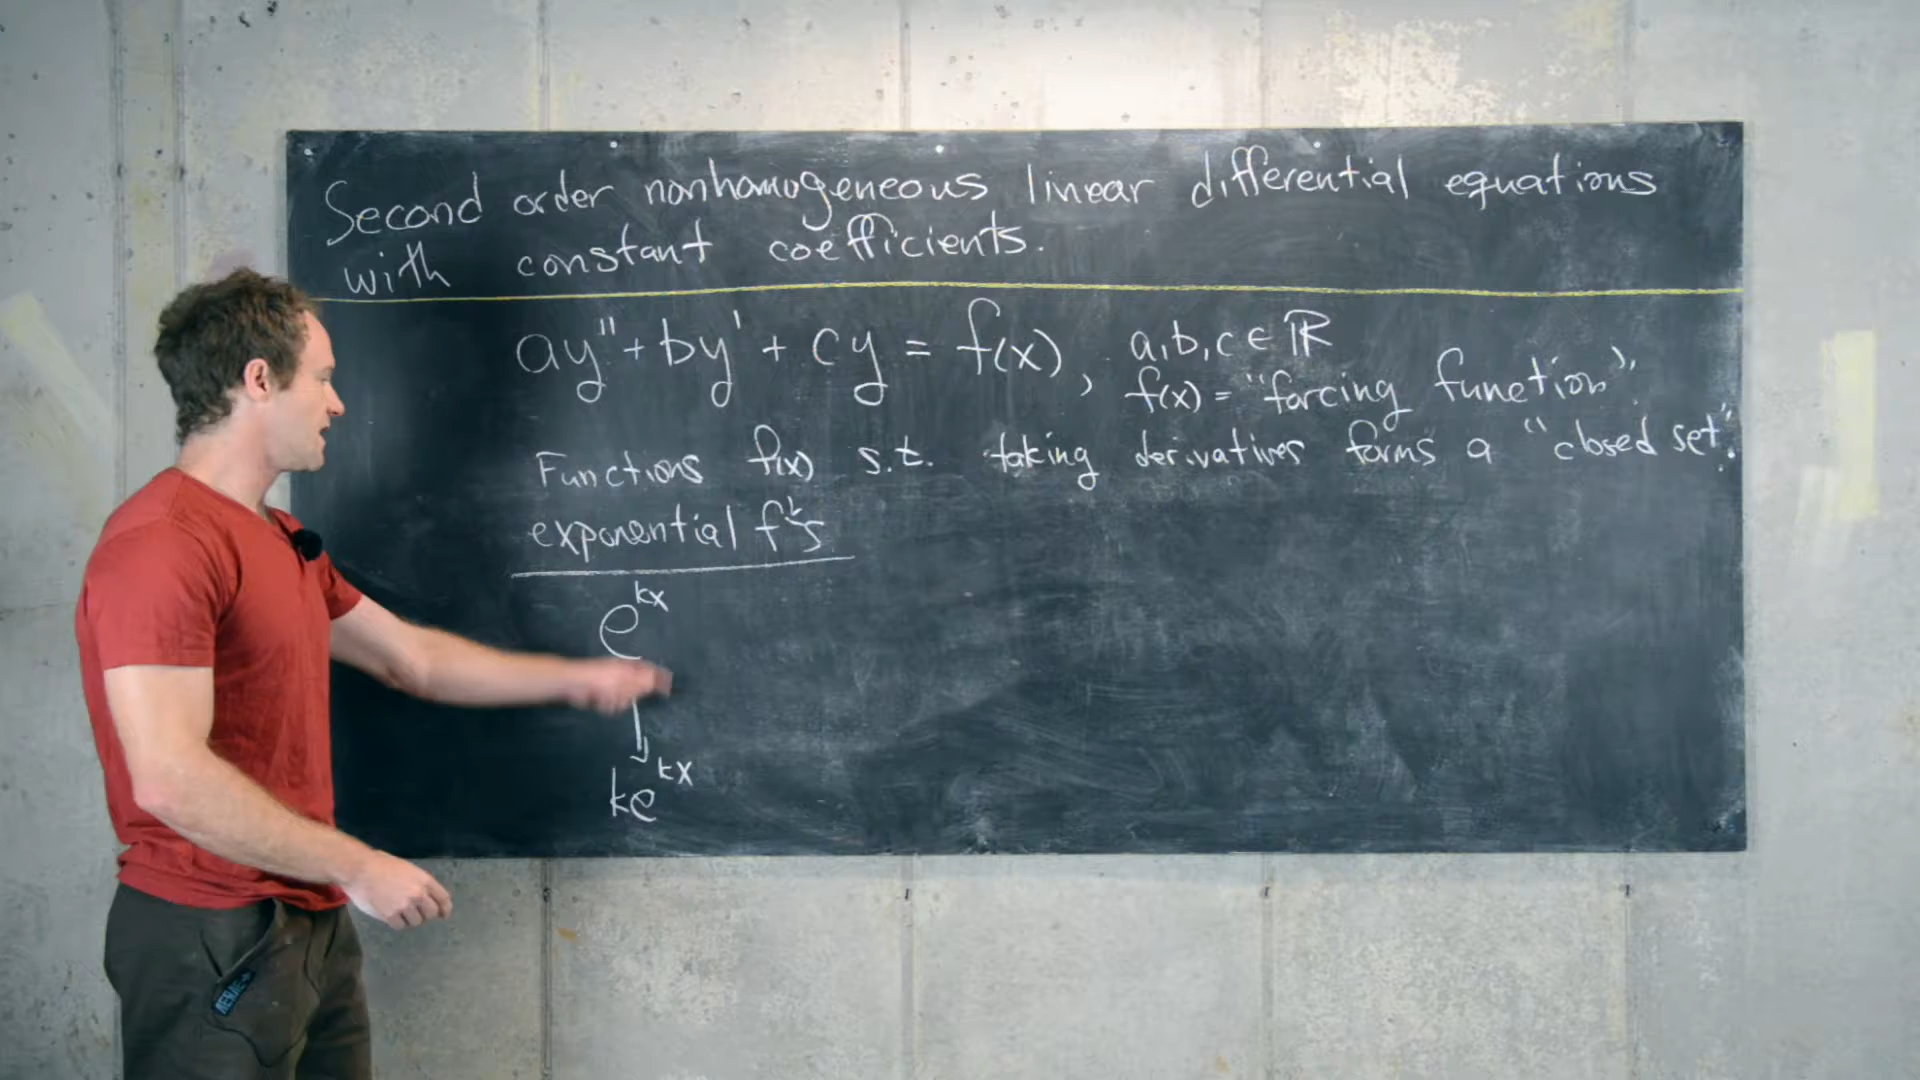 Second order nonhomogeneous linear differential equations
with constant coefficients.
ay" + by' + cy = f(x), a,b,c ∈ ℝ
f(x) = "forcing function".
Functions f(x) s.t. taking derivatives forms a "closed set".
exponential f's
e^kx
↓
ke^kx